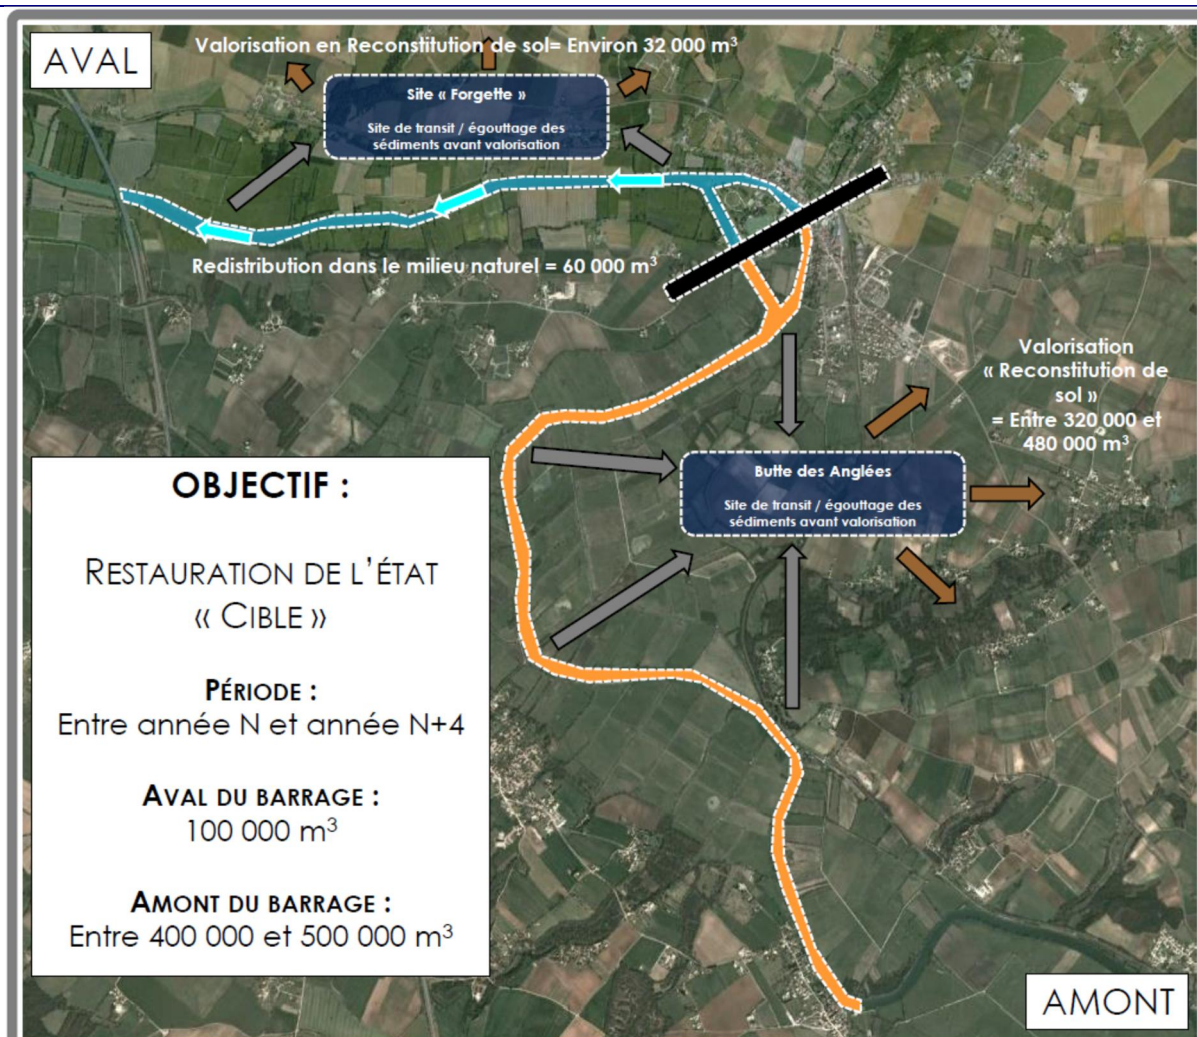 AVAL
Valorisation en Reconstitution de sol= Environ 32 000 m³
Site « Forgette »
Site de transit / égouttage des
sédiments avant valorisation
Redistribution dans le milieu naturel = 60 000 m³
Valorisation
« Reconstitution de
sol »
= Entre 320 000 et
480 000 m³
Butte des Anglées
Site de transit / égouttage des
sédiments avant valorisation
OBJECTIF :
RESTAURATION DE L'ÉTAT
« CIBLE »
PÉRIODE :
Entre année N et année N+4
AVAL DU BARRAGE :
100 000 m³
AMONT DU BARRAGE :
Entre 400 000 et 500 000 m³
AMONT